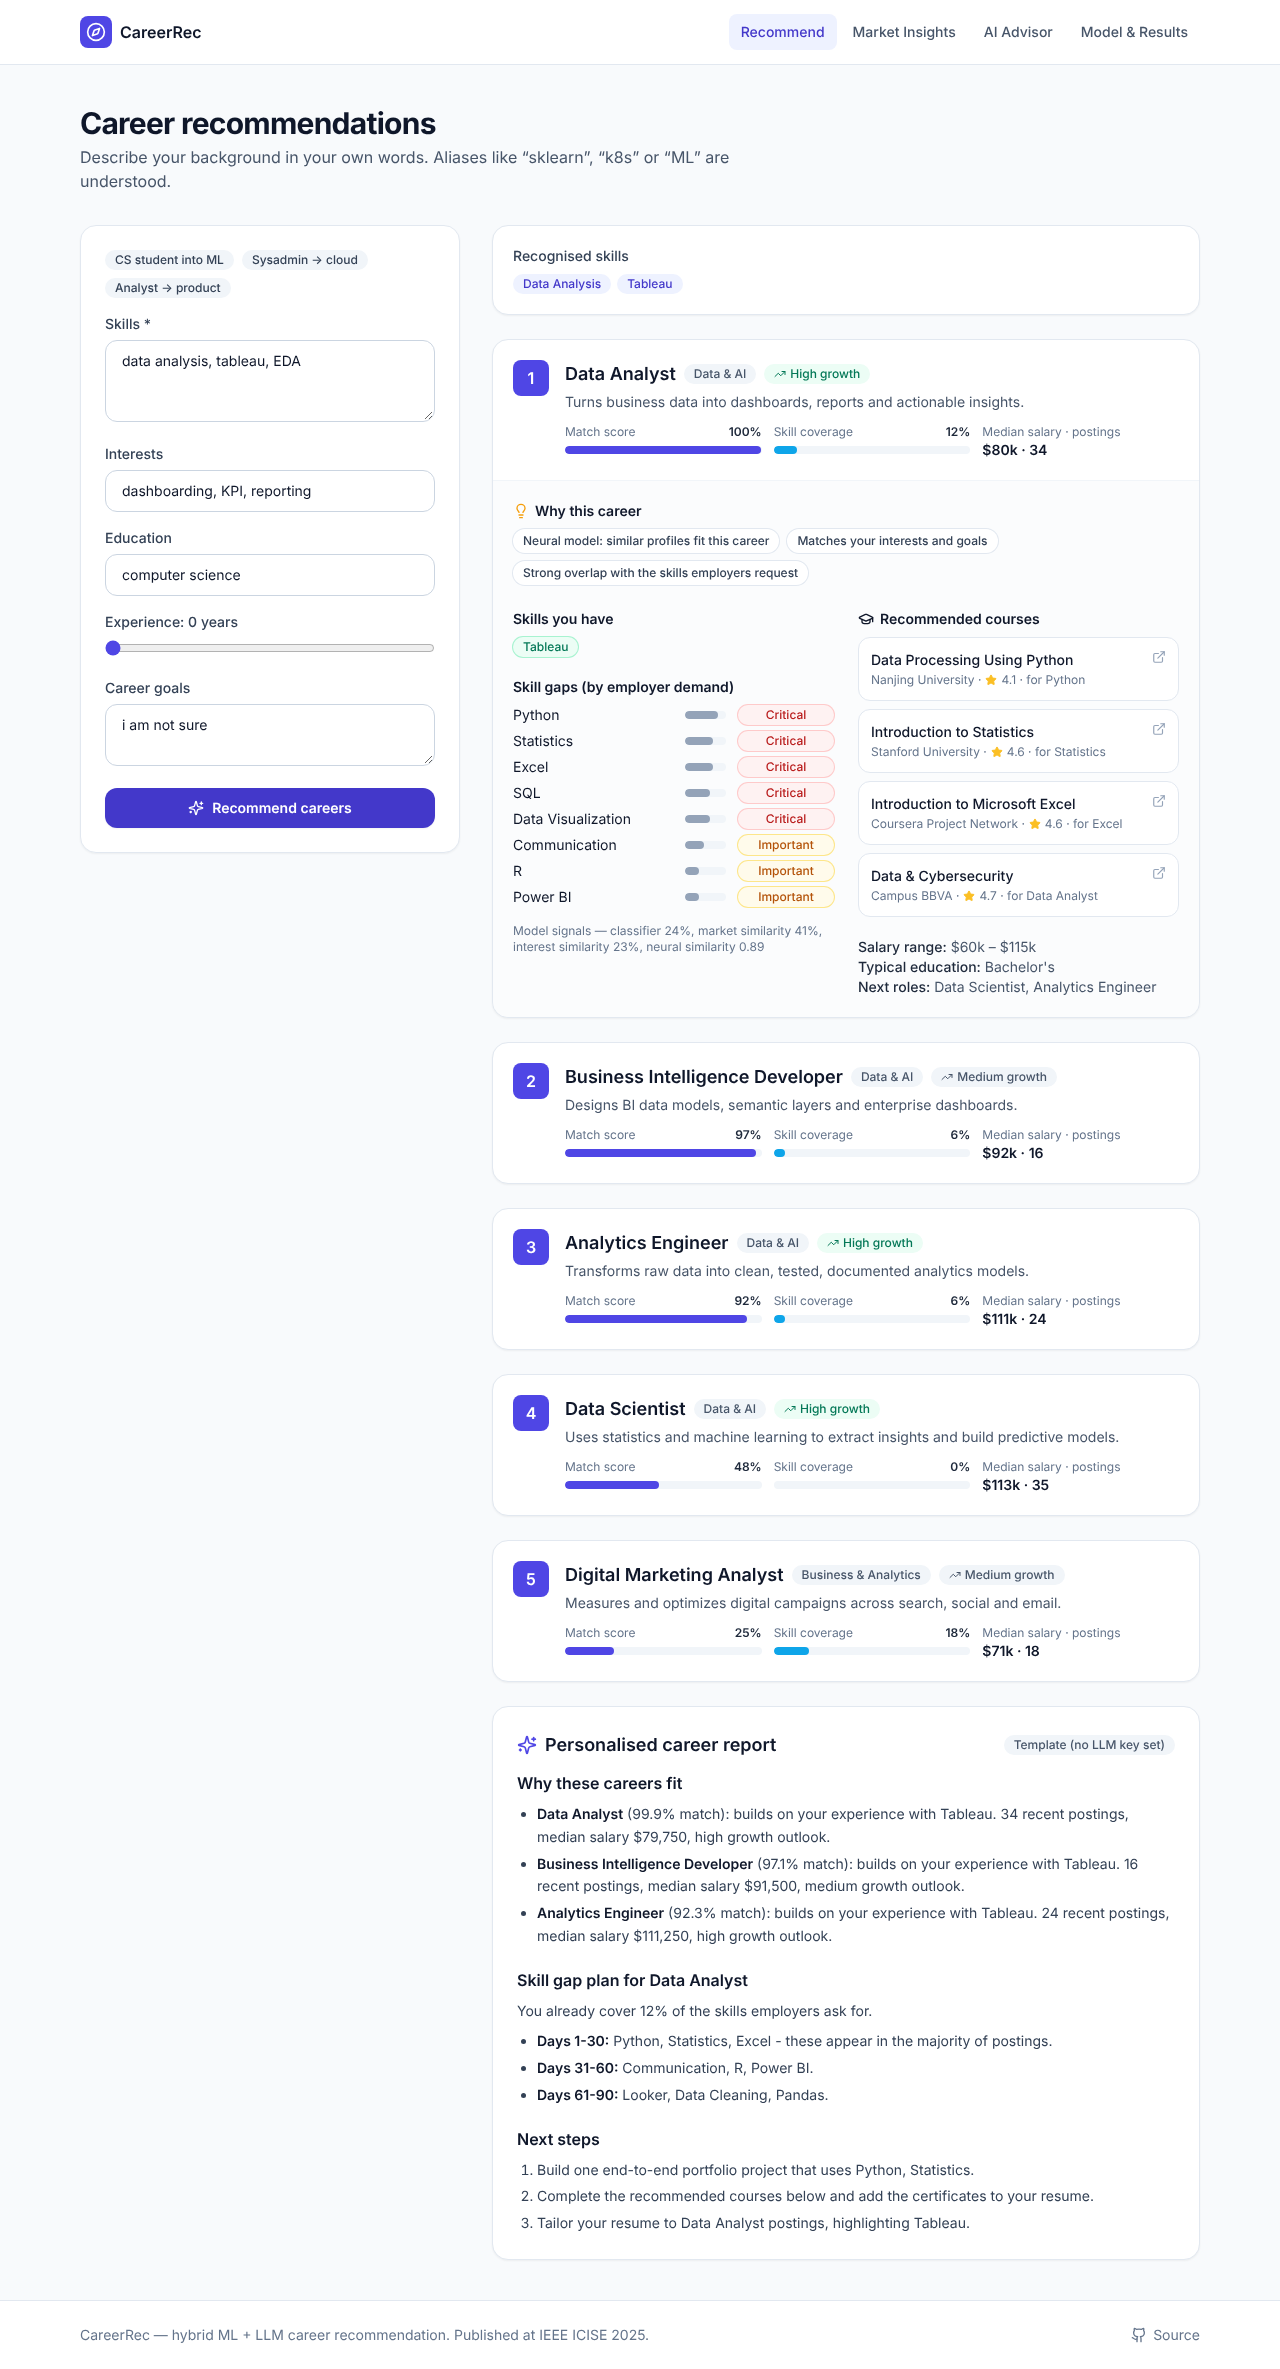 CareerRec
Recommend
Market Insights
AI Advisor
Model & Results
Career recommendations
Describe your background in your own words. Aliases like “sklearn”, “k8s” or “ML” are
understood.
CS student into ML
Sysadmin → cloud
Analyst → product
Skills *
data analysis, tableau, EDA
Interests
dashboarding, KPI, reporting
Education
computer science
Experience: 0 years
Career goals
i am not sure
Recommend careers
Recognised skills
Data Analysis
Tableau
1
Data Analyst
Data & AI
High growth
Turns business data into dashboards, reports and actionable insights.
Match score 100%
Skill coverage 12%
Median salary · postings
$80k · 34
Why this career
Neural model: similar profiles fit this career
Matches your interests and goals
Strong overlap with the skills employers request
Skills you have
Tableau
Skill gaps (by employer demand)
Python Critical
Statistics Critical
Excel Critical
SQL Critical
Data Visualization Critical
Communication Important
R Important
Power BI Important
Model signals — classifier 24%, market similarity 41%,
interest similarity 23%, neural similarity 0.89
Recommended courses
Data Processing Using Python
Nanjing University · ★ 4.1 · for Python
Introduction to Statistics
Stanford University · ★ 4.6 · for Statistics
Introduction to Microsoft Excel
Coursera Project Network · ★ 4.6 · for Excel
Data & Cybersecurity
Campus BBVA · ★ 4.7 · for Data Analyst
Salary range: $60k – $115k
Typical education: Bachelor's
Next roles: Data Scientist, Analytics Engineer
2
Business Intelligence Developer
Data & AI
Medium growth
Designs BI data models, semantic layers and enterprise dashboards.
Match score 97%
Skill coverage 6%
Median salary · postings
$92k · 16
3
Analytics Engineer
Data & AI
High growth
Transforms raw data into clean, tested, documented analytics models.
Match score 92%
Skill coverage 6%
Median salary · postings
$111k · 24
4
Data Scientist
Data & AI
High growth
Uses statistics and machine learning to extract insights and build predictive models.
Match score 48%
Skill coverage 0%
Median salary · postings
$113k · 35
5
Digital Marketing Analyst
Business & Analytics
Medium growth
Measures and optimizes digital campaigns across search, social and email.
Match score 25%
Skill coverage 18%
Median salary · postings
$71k · 18
Personalised career report
Template (no LLM key set)
Why these careers fit
• Data Analyst (99.9% match): builds on your experience with Tableau. 34 recent postings,
median salary $79,750, high growth outlook.
• Business Intelligence Developer (97.1% match): builds on your experience with Tableau. 16
recent postings, median salary $91,500, medium growth outlook.
• Analytics Engineer (92.3% match): builds on your experience with Tableau. 24 recent postings,
median salary $111,250, high growth outlook.
Skill gap plan for Data Analyst
You already cover 12% of the skills employers ask for.
• Days 1-30: Python, Statistics, Excel - these appear in the majority of postings.
• Days 31-60: Communication, R, Power BI.
• Days 61-90: Looker, Data Cleaning, Pandas.
Next steps
1. Build one end-to-end portfolio project that uses Python, Statistics.
2. Complete the recommended courses below and add the certificates to your resume.
3. Tailor your resume to Data Analyst postings, highlighting Tableau.
CareerRec — hybrid ML + LLM career recommendation. Published at IEEE ICISE 2025.
Source